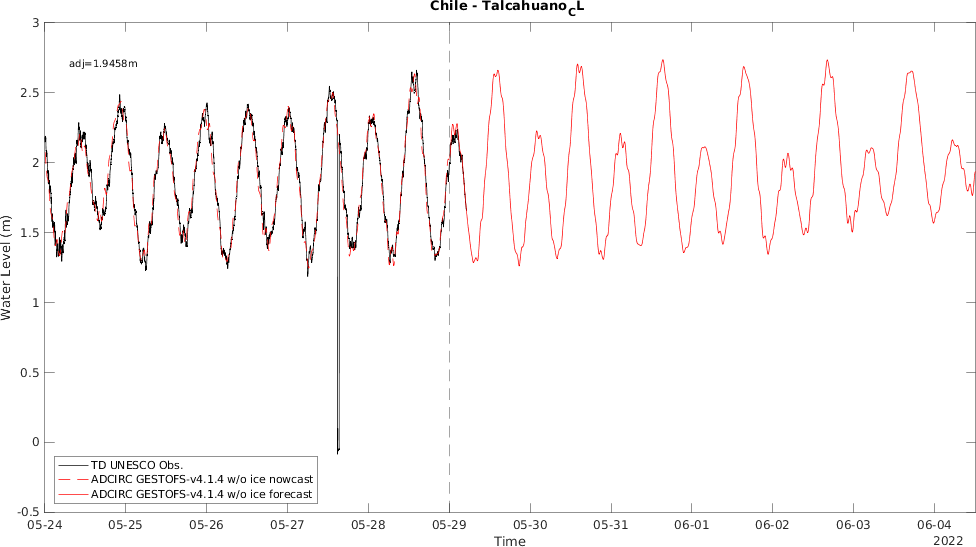 Chile - Talcahuano_CL
3
adj=1.9458m
2.5
2
1.5
1
0.5
0
-0.5
Water Level (m)
TD UNESCO Obs.
ADCIRC GESTOFS-v4.1.4 w/o ice nowcast
ADCIRC GESTOFS-v4.1.4 w/o ice forecast
05-24 05-25 05-26 05-27 05-28 05-29 05-30 05-31 06-01 06-02 06-03 06-04
Time
2022